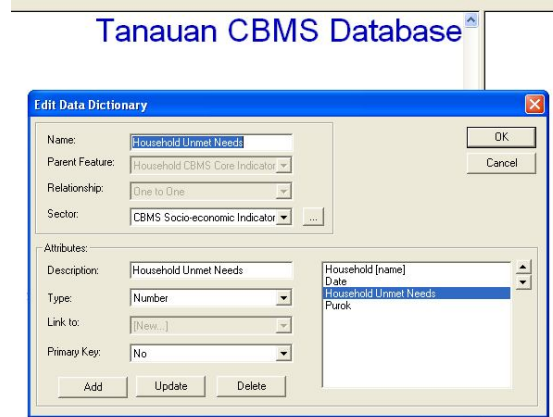 Tanauan CBMS Database
Edit Data Dictionary
Name: Household Unmet Needs
OK
Parent Feature: Household CBMS Core Indicator
Cancel
Relationship: One to One
Sector: CBMS Socio-economic Indicator ...
Attributes:
Description: Household Unmet Needs
Type: Number
Link to: [New...]
Primary Key: No
Household [name]
Date
Household Unmet Needs
Purok
Add Update Delete